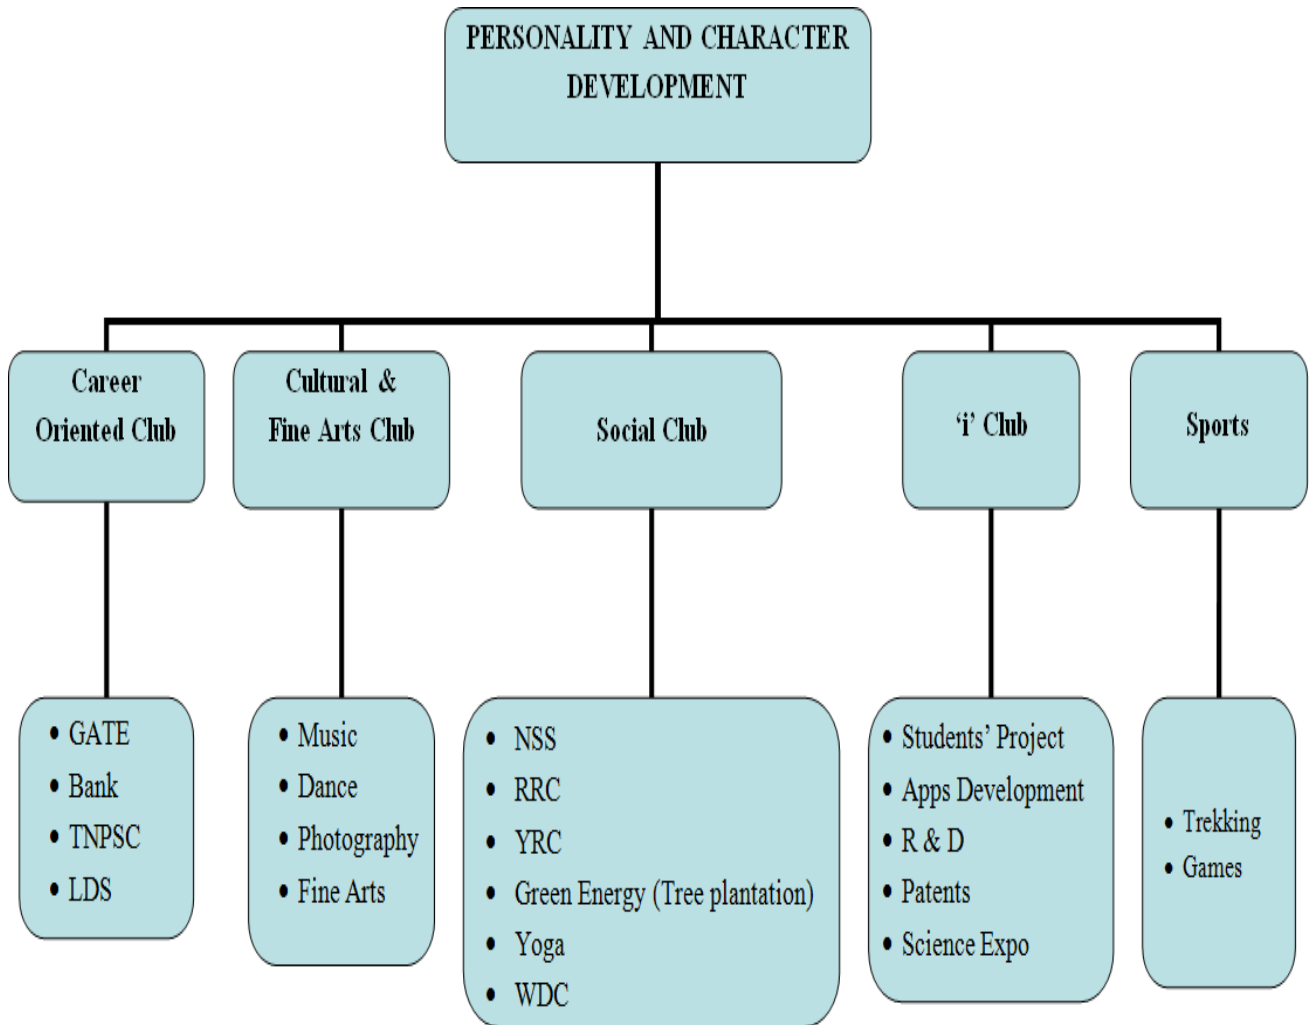 PERSONALITY AND CHARACTER
DEVELOPMENT
Career
Oriented Club
Cultural &
Fine Arts Club
Social Club
‘i’ Club
Sports
• GATE
• Bank
• TNPSC
• LDS
• Music
• Dance
• Photography
• Fine Arts
• NSS
• RRC
• YRC
• Green Energy (Tree plantation)
• Yoga
• WDC
• Students’ Project
• Apps Development
• R & D
• Patents
• Science Expo
• Trekking
• Games